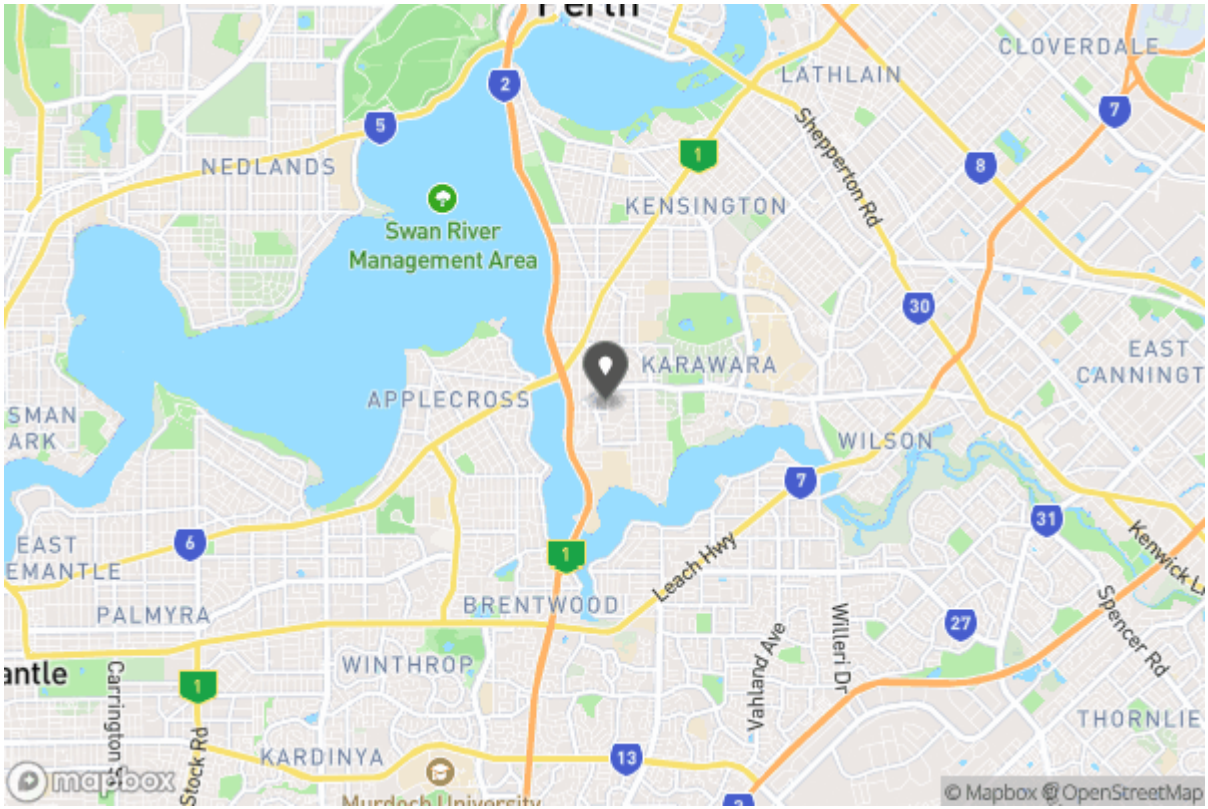 Perth
CLOVERDALE
LATHLAIN
2
7
5
Shepperton Rd
1
8
NEDLANDS
KENSINGTON
Swan River
Management Area
30
KARAWARA
EAST
CANNINGT
APPLECROSS
SMAN
ARK
WILSON
7
31
6
EAST
EMANTLE
1
Leach Hwy
Kenwick L
BRENTWOOD
PALMYRA
Spencer Rd
27
Willeri Dr
Vahland Ave
WINTHROP
antle
1
Carrington S
THORNLIE
Stock Rd
KARDINYA
13
mapbox
Murdoch University
© Mapbox © OpenStreetMap